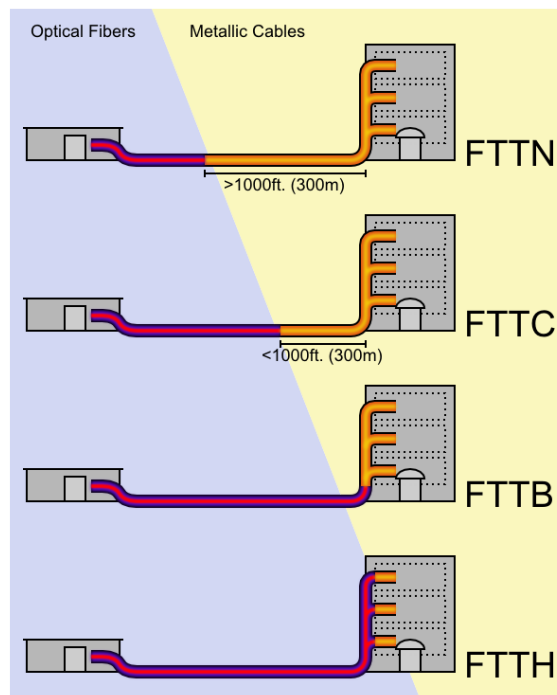 Optical Fibers
Metallic Cables
FTTN
>1000ft. (300m)
FTTC
<1000ft. (300m)
FTTB
FTTH